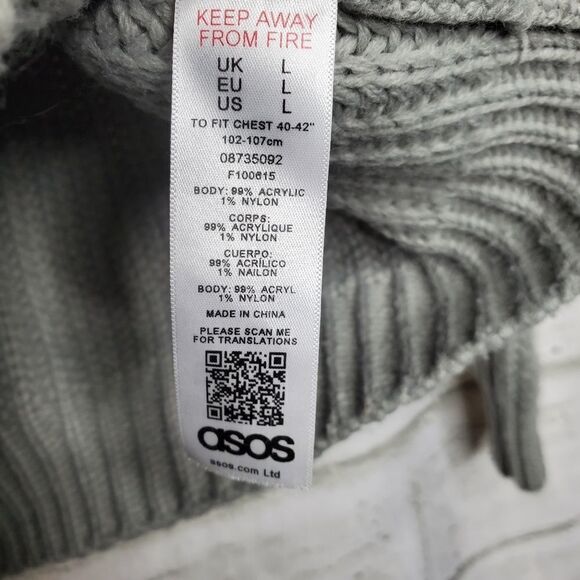 KEEP AWAY
FROM FIRE
UK L
EU L
US L
TO FIT CHEST 40-42"
102-107cm
08735092
F100615
BODY: 99% ACRYLIC
1% NYLON
CORPS:
99% ACRYLIQUE
1% NYLON
CUERPO:
99% ACRÍLICO
1% NAILON
BODY: 99% ACRYL
1% NYLON
MADE IN CHINA
PLEASE SCAN ME
FOR TRANSLATIONS
asos
asos.com Ltd